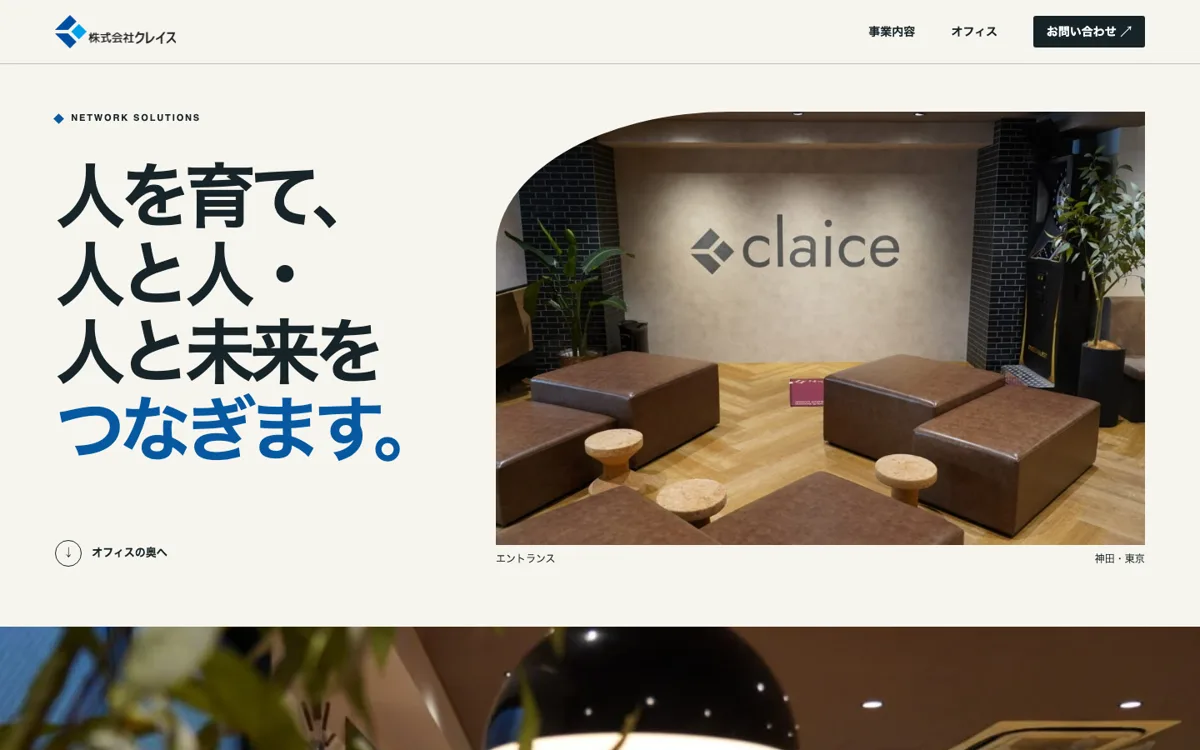 株式会社クレイス
事業内容
オフィス
お問い合わせ ↗
NETWORK SOLUTIONS
人を育て、
人と人・
人と未来を
つなぎます。
↓ オフィスの奥へ
claice
エントランス
神田・東京